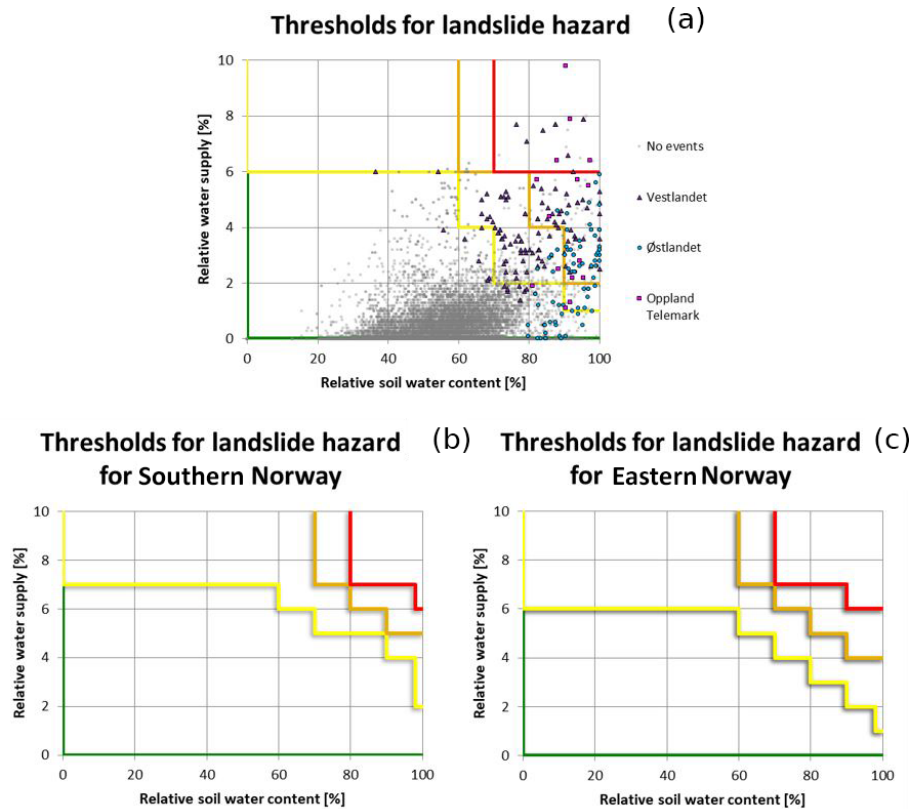 Thresholds for landslide hazard (a)
Relative water supply [%]
10
8
6
4
2
0
0 20 40 60 80 100
Relative soil water content [%]
No events
Vestlandet
Østlandet
Oppland
Telemark
Thresholds for landslide hazard (b)
for Southern Norway
Relative water supply [%]
10
8
6
4
2
0
0 20 40 60 80 100
Relative soil water content [%]
Thresholds for landslide hazard (c)
for Eastern Norway
Relative water supply [%]
10
8
6
4
2
0
0 20 40 60 80 100
Relative soil water content [%]